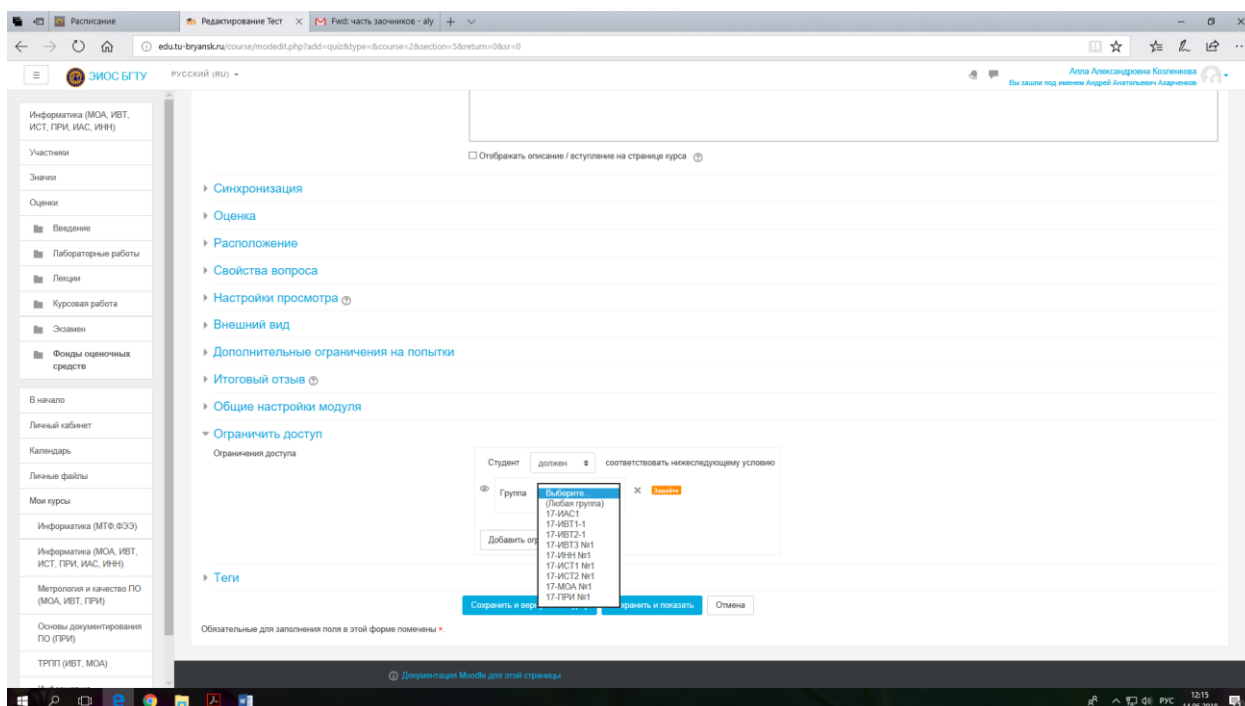 Расписание
Редактирование Тест
Fwd: часть заочников - aly
edu.tu-bryansk.ru/course/modedit.php?add=quiz&type=&course=2&section=5&return=0&sr=0
ЭИОС БГТУ
РУССКИЙ (RU)
Алла Александровна Козленкова
Вы зашли под именем Андрей Анатольевич Азарченков
Информатика (МОА, ИВТ,
ИСТ, ПРИ, ИАС, ИНН)
Участники
Значки
Оценки
Введение
Лабораторные работы
Лекции
Курсовая работа
Экзамен
Фонды оценочных
средств
В начало
Личный кабинет
Календарь
Личные файлы
Мои курсы
Информатика (МТФ,ФЭЭ)
Информатика (МОА, ИВТ,
ИСТ, ПРИ, ИАС, ИНН)
Метрология и качество ПО
(МОА, ИВТ, ПРИ)
Основы документирования
ПО (ПРИ)
ТРПП (ИВТ, МОА)
Отображать описание / вступление на странице курса
Синхронизация
Оценка
Расположение
Свойства вопроса
Настройки просмотра
Внешний вид
Дополнительные ограничения на попытки
Итоговый отзыв
Общие настройки модуля
Ограничить доступ
Ограничения доступа
Студент должен соответствовать нижеследующему условию
Группа Выберите... Задайте
(Любая группа)
17-ИАС1
17-ИВТ1-1
17-ИВТ2-1
17-ИВТ3 №1
17-ИНН №1
17-ИСТ1 №1
17-ИСТ2 №1
17-МОА №1
17-ПРИ №1
Добавить
Теги
Сохранить и показать Отмена
Обязательные для заполнения поля в этой форме помечены *.
Документация Moodle для этой страницы
РУС
12:15
14.06.2018